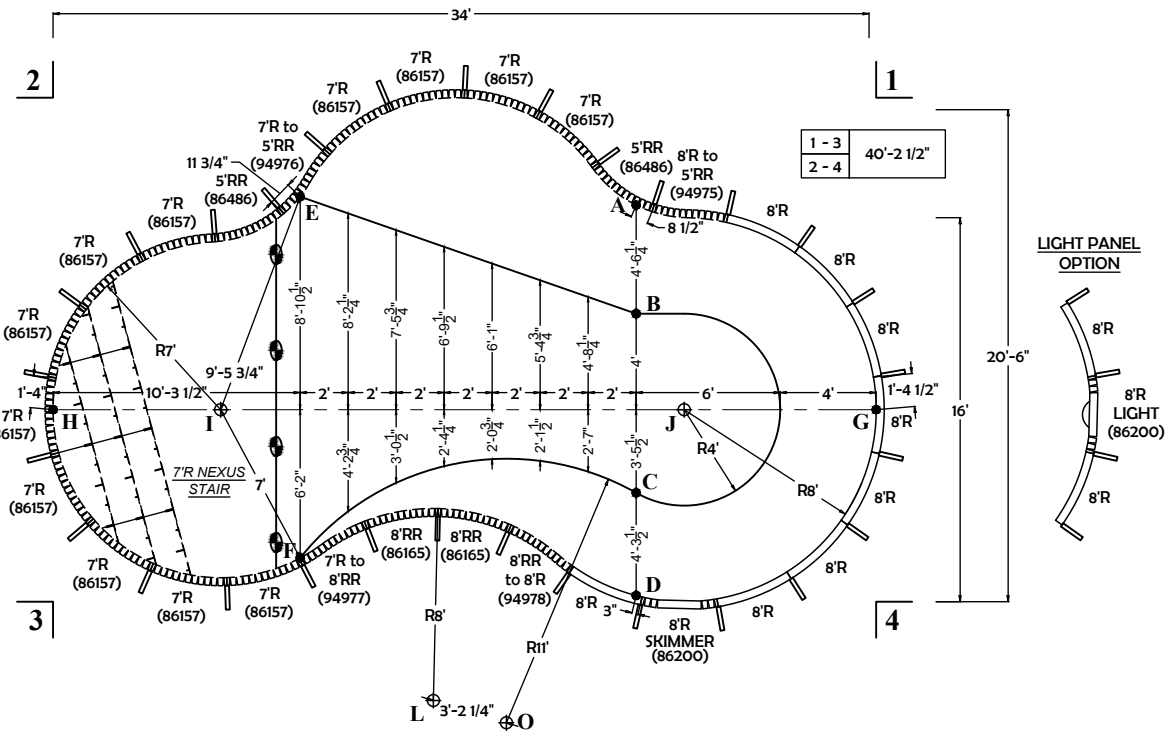 34'
2
1
7'R
(86157)
7'R
(86157)
7'R
(86157)
7'R
(86157)
7'R to
5'RR
(94976)
11 3/4"
5'RR
(86486)
5'RR
(86486)
8'R to
5'RR
(94975)
1 - 3
2 - 4
40'-2 1/2"
7'R
(86157)
7'R
(86157)
7'R
(86157)
E
A
8 1/2"
8'R
8'R
8'R
LIGHT PANEL
OPTION
8'R
8'R
LIGHT
(86200)
8'R
20'-6"
16'
B
4'-6 1/4"
4'
8'-10 1/2"
8'-2 1/4"
7'-5 3/4"
6'-9 1/2"
6'-1"
5'-4 3/4"
4'-8 1/4"
R7'
9'-5 3/4"
1'-4"
10'-3 1/2"
2'
2'
2'
2'
2'
2'
2'
6'
4'
1'-4 1/2"
H
I
J
G
8'R
7'R
86157)
7'R NEXUS
STAIR
7'
6'-2"
4'-2 3/4"
3'-0 1/2"
2'-4 1/4"
2'-0 3/4"
2'-1 1/2"
2'-7"
3'-5 1/2"
R4'
R8'
C
4'-3 1/2"
F
D
7'R
(86157)
7'R
(86157)
7'R
(86157)
7'R
(86157)
7'R to
8'RR
(94977)
8'RR
(86165)
8'RR
(86165)
8'RR
to 8'R
(94978)
8'R
3"
8'R
SKIMMER
(86200)
8'R
8'R
8'R
3
4
R8'
R11'
L
3'-2 1/4"
O